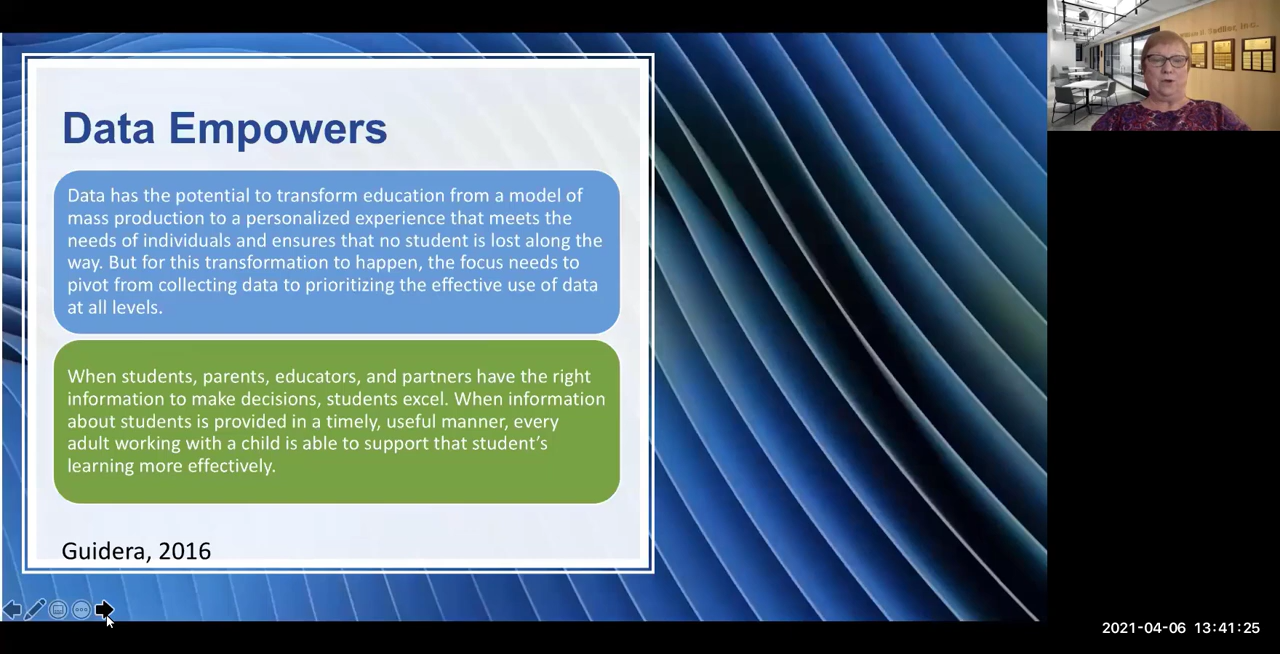 Data Empowers
Data has the potential to transform education from a model of
mass production to a personalized experience that meets the
needs of individuals and ensures that no student is lost along the
way. But for this transformation to happen, the focus needs to
pivot from collecting data to prioritizing the effective use of data
at all levels.
When students, parents, educators, and partners have the right
information to make decisions, students excel. When information
about students is provided in a timely, useful manner, every
adult working with a child is able to support that student’s
learning more effectively.
Guidera, 2016
2021-04-06 13:41:25